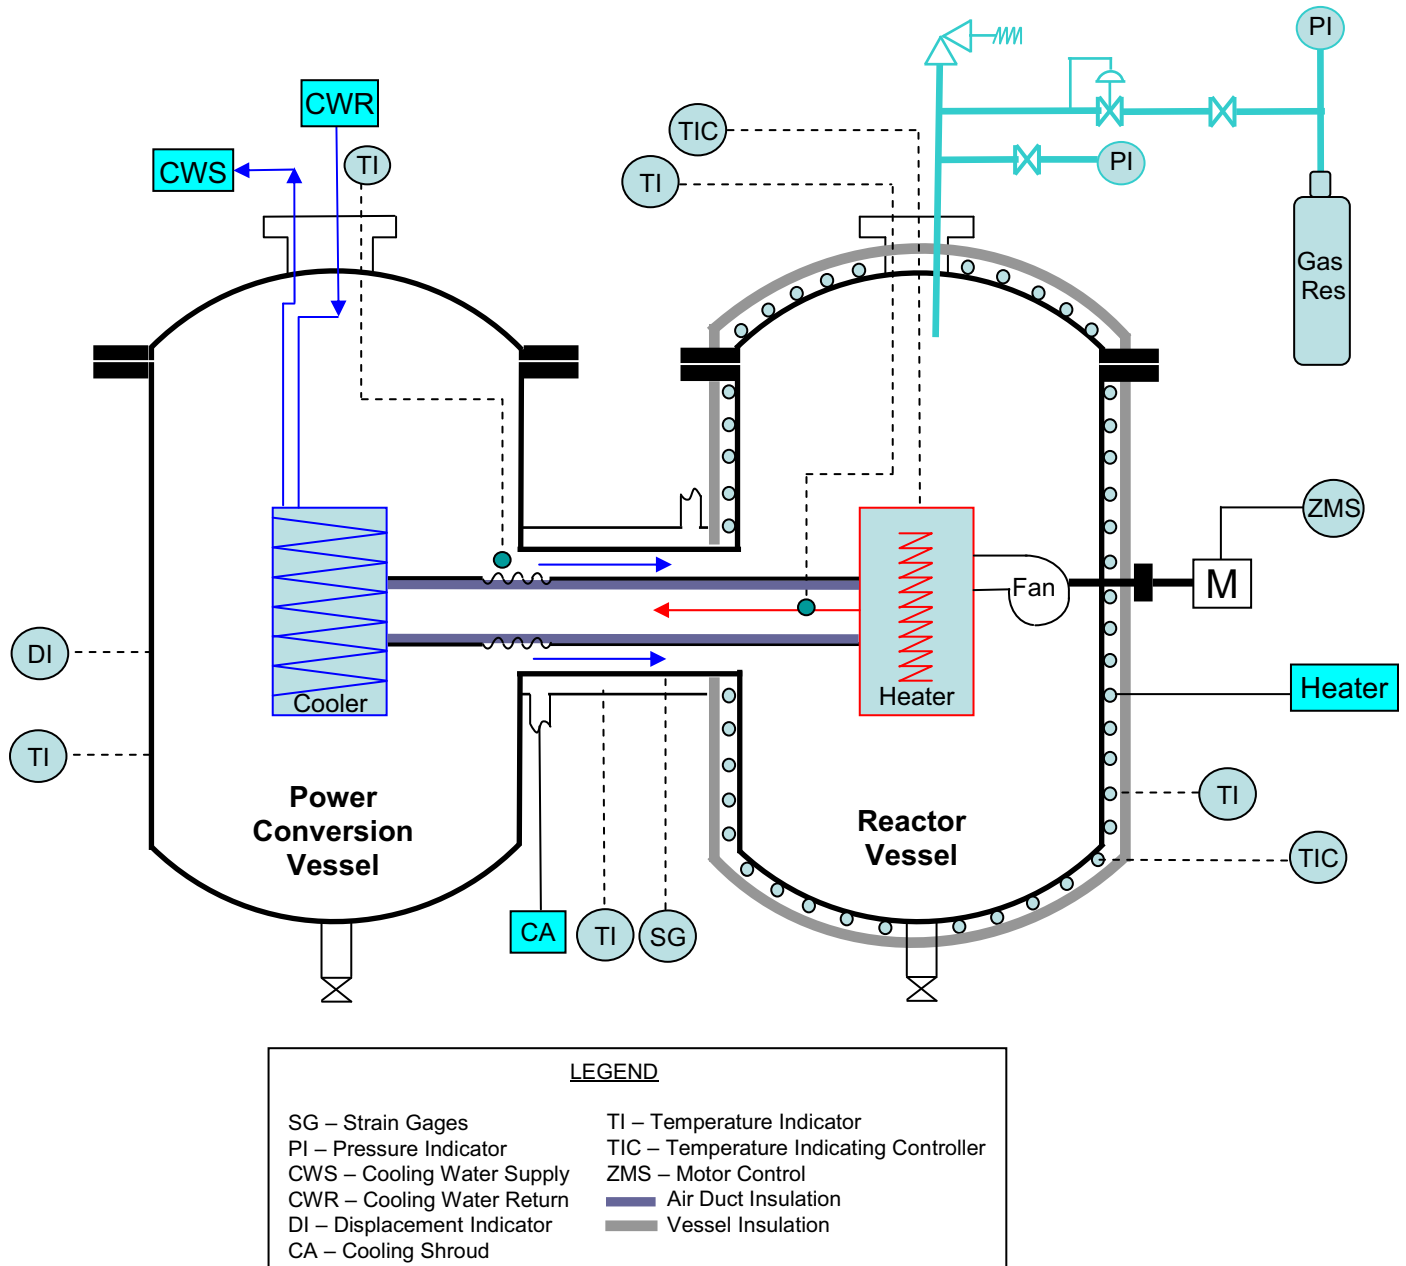 PI
CWR
TIC
CWS
TI
TI
PI
Gas
Res
ZMS
Fan
M
DI
Heater
Cooler
Heater
TI
Power
Conversion
Vessel
TI
Reactor
Vessel
TIC
CA
TI
SG
LEGEND
SG – Strain Gages
TI – Temperature Indicator
PI – Pressure Indicator
TIC – Temperature Indicating Controller
CWS – Cooling Water Supply
ZMS – Motor Control
CWR – Cooling Water Return
Air Duct Insulation
DI – Displacement Indicator
Vessel Insulation
CA – Cooling Shroud